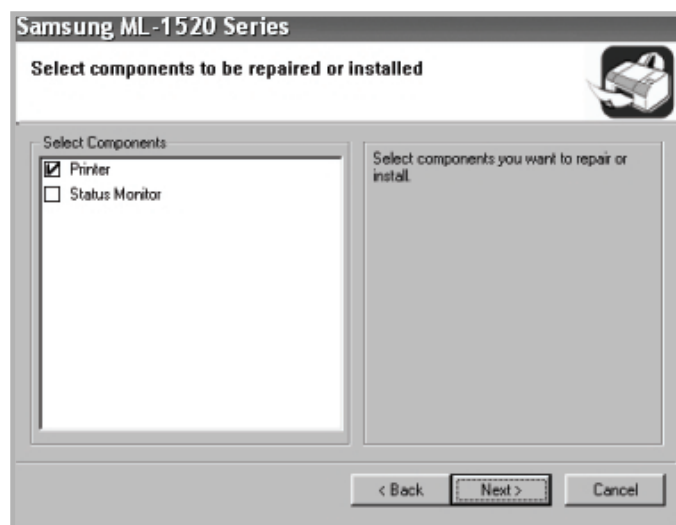 Samsung ML-1520 Series
Select components to be repaired or installed
Select Components
Printer
Status Monitor
Select components you want to repair or
install.
< Back
Next >
Cancel